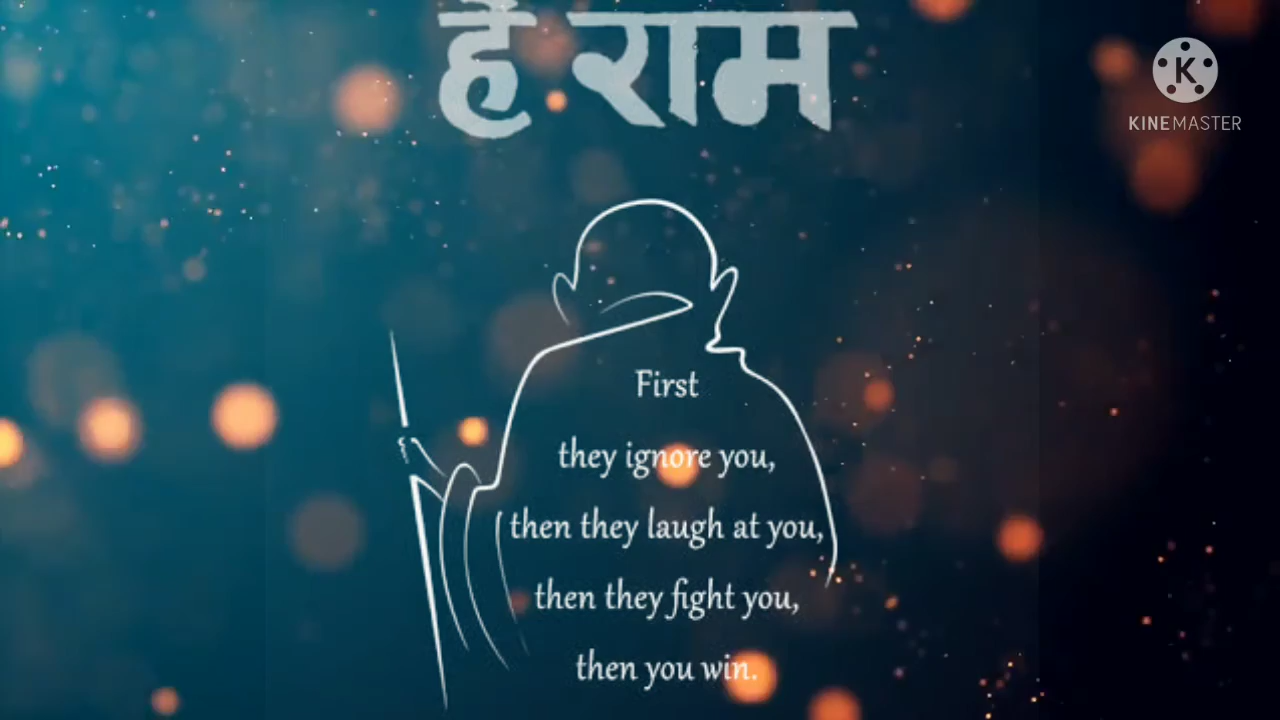 हे राम
KINEMASTER
First
they ignore you,
then they laugh at you,
then they fight you,
then you win.